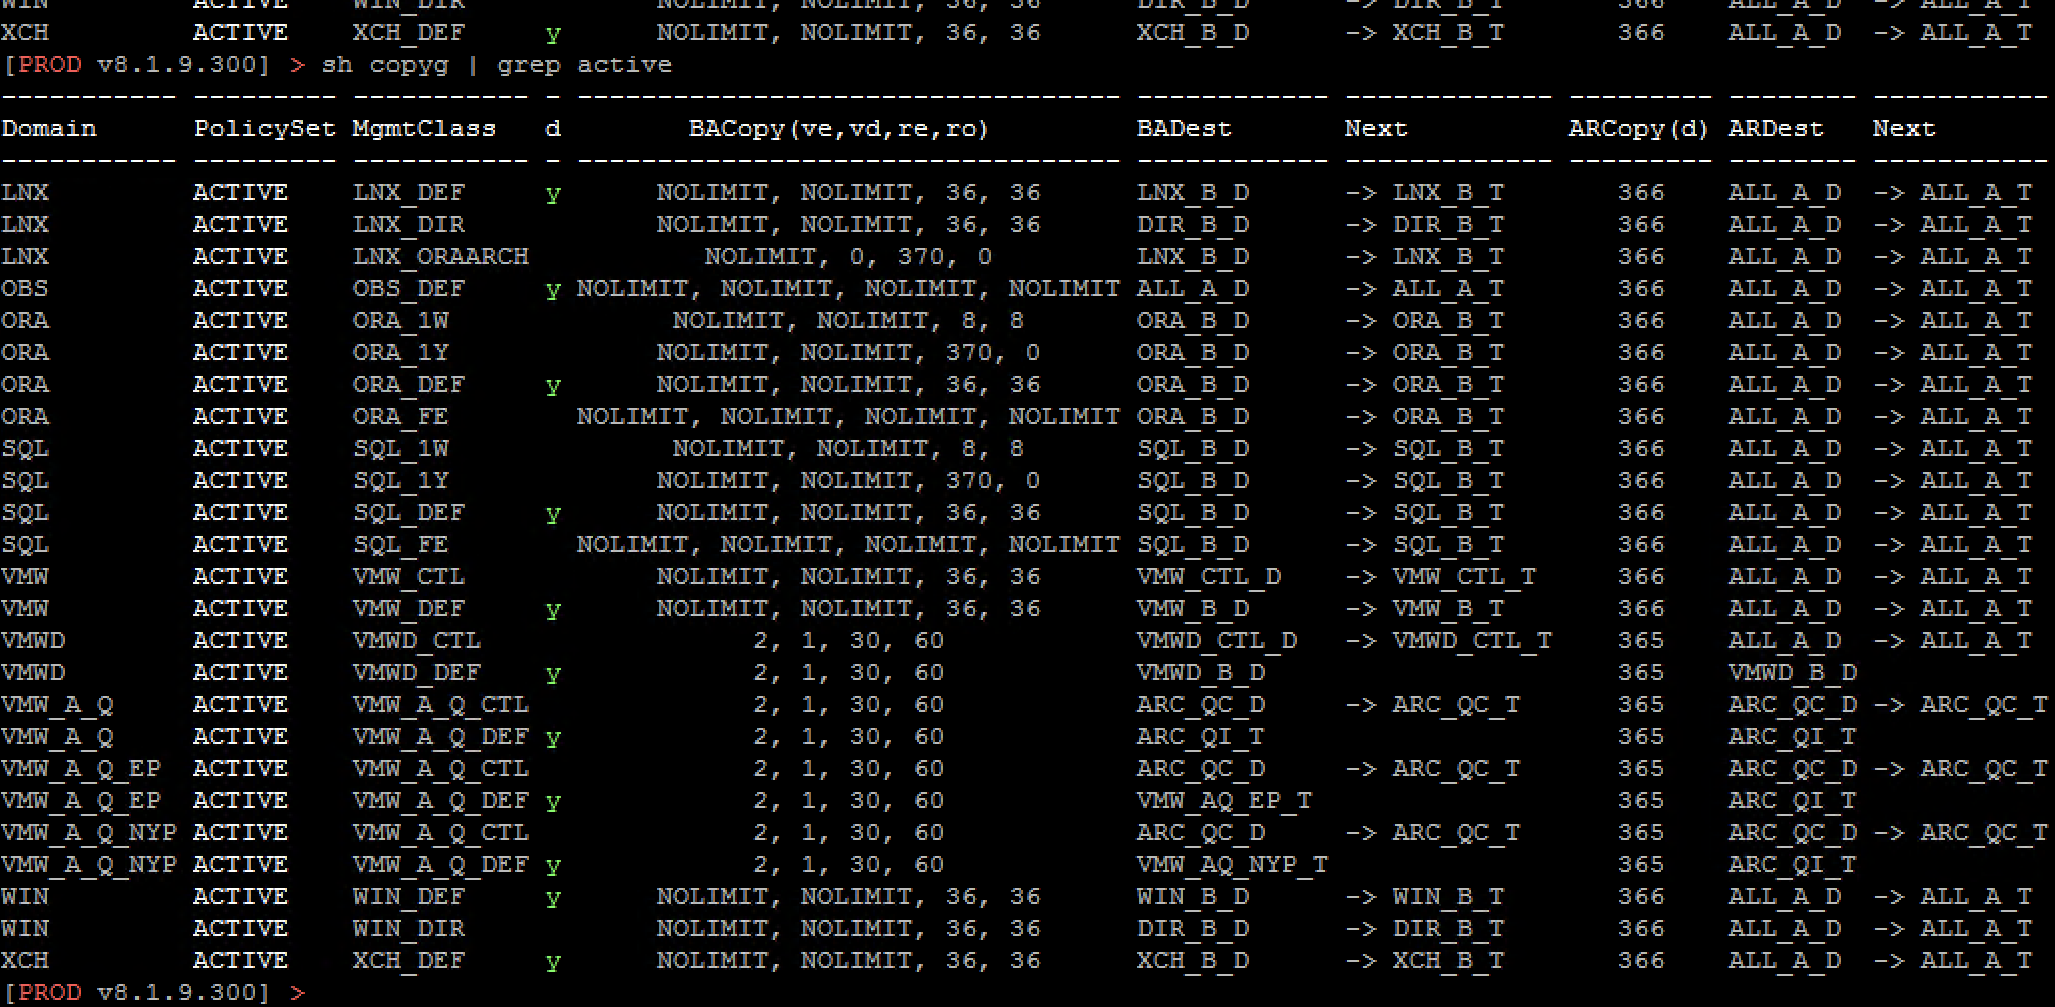 WIN ACTIVE WIN_DIR NOLIMIT, NOLIMIT, 36, 36 DIR_B_D -> DIR_B_T 366 ALL_A_D -> ALL_A_T
XCH ACTIVE XCH_DEF y NOLIMIT, NOLIMIT, 36, 36 XCH_B_D -> XCH_B_T 366 ALL_A_D -> ALL_A_T
[PROD v8.1.9.300] > sh copyg | grep active
----------- --------- ----------- - ---------------------------------- ------------ ------------- --------- -------- -----------
Domain PolicySet MgmtClass d BACopy(ve,vd,re,ro) BADest Next ARCopy(d) ARDest Next
----------- --------- ----------- - ---------------------------------- ------------ ------------- --------- -------- -----------
LNX ACTIVE LNX_DEF y NOLIMIT, NOLIMIT, 36, 36 LNX_B_D -> LNX_B_T 366 ALL_A_D -> ALL_A_T
LNX ACTIVE LNX_DIR NOLIMIT, NOLIMIT, 36, 36 DIR_B_D -> DIR_B_T 366 ALL_A_D -> ALL_A_T
LNX ACTIVE LNX_ORAARCH NOLIMIT, 0, 370, 0 LNX_B_D -> LNX_B_T 366 ALL_A_D -> ALL_A_T
OBS ACTIVE OBS_DEF y NOLIMIT, NOLIMIT, NOLIMIT, NOLIMIT ALL_A_D -> ALL_A_T 366 ALL_A_D -> ALL_A_T
ORA ACTIVE ORA_1W NOLIMIT, NOLIMIT, 8, 8 ORA_B_D -> ORA_B_T 366 ALL_A_D -> ALL_A_T
ORA ACTIVE ORA_1Y NOLIMIT, NOLIMIT, 370, 0 ORA_B_D -> ORA_B_T 366 ALL_A_D -> ALL_A_T
ORA ACTIVE ORA_DEF y NOLIMIT, NOLIMIT, 36, 36 ORA_B_D -> ORA_B_T 366 ALL_A_D -> ALL_A_T
ORA ACTIVE ORA_FE NOLIMIT, NOLIMIT, NOLIMIT, NOLIMIT ORA_B_D -> ORA_B_T 366 ALL_A_D -> ALL_A_T
SQL ACTIVE SQL_1W NOLIMIT, NOLIMIT, 8, 8 SQL_B_D -> SQL_B_T 366 ALL_A_D -> ALL_A_T
SQL ACTIVE SQL_1Y NOLIMIT, NOLIMIT, 370, 0 SQL_B_D -> SQL_B_T 366 ALL_A_D -> ALL_A_T
SQL ACTIVE SQL_DEF y NOLIMIT, NOLIMIT, 36, 36 SQL_B_D -> SQL_B_T 366 ALL_A_D -> ALL_A_T
SQL ACTIVE SQL_FE NOLIMIT, NOLIMIT, NOLIMIT, NOLIMIT SQL_B_D -> SQL_B_T 366 ALL_A_D -> ALL_A_T
VMW ACTIVE VMW_CTL NOLIMIT, NOLIMIT, 36, 36 VMW_CTL_D -> VMW_CTL_T 366 ALL_A_D -> ALL_A_T
VMW ACTIVE VMW_DEF y NOLIMIT, NOLIMIT, 36, 36 VMW_B_D -> VMW_B_T 366 ALL_A_D -> ALL_A_T
VMWD ACTIVE VMWD_CTL 2, 1, 30, 60 VMWD_CTL_D -> VMWD_CTL_T 365 ALL_A_D -> ALL_A_T
VMWD ACTIVE VMWD_DEF y 2, 1, 30, 60 VMWD_B_D 365 VMWD_B_D
VMW_A_Q ACTIVE VMW_A_Q_CTL 2, 1, 30, 60 ARC_QC_D -> ARC_QC_T 365 ARC_QC_D -> ARC_QC_T
VMW_A_Q ACTIVE VMW_A_Q_DEF y 2, 1, 30, 60 ARC_QI_T 365 ARC_QI_T
VMW_A_Q_EP ACTIVE VMW_A_Q_CTL 2, 1, 30, 60 ARC_QC_D -> ARC_QC_T 365 ARC_QC_D -> ARC_QC_T
VMW_A_Q_EP ACTIVE VMW_A_Q_DEF y 2, 1, 30, 60 VMW_AQ_EP_T 365 ARC_QI_T
VMW_A_Q_NYP ACTIVE VMW_A_Q_CTL 2, 1, 30, 60 ARC_QC_D -> ARC_QC_T 365 ARC_QC_D -> ARC_QC_T
VMW_A_Q_NYP ACTIVE VMW_A_Q_DEF y 2, 1, 30, 60 VMW_AQ_NYP_T 365 ARC_QI_T
WIN ACTIVE WIN_DEF y NOLIMIT, NOLIMIT, 36, 36 WIN_B_D -> WIN_B_T 366 ALL_A_D -> ALL_A_T
WIN ACTIVE WIN_DIR NOLIMIT, NOLIMIT, 36, 36 DIR_B_D -> DIR_B_T 366 ALL_A_D -> ALL_A_T
XCH ACTIVE XCH_DEF y NOLIMIT, NOLIMIT, 36, 36 XCH_B_D -> XCH_B_T 366 ALL_A_D -> ALL_A_T
[PROD v8.1.9.300] >